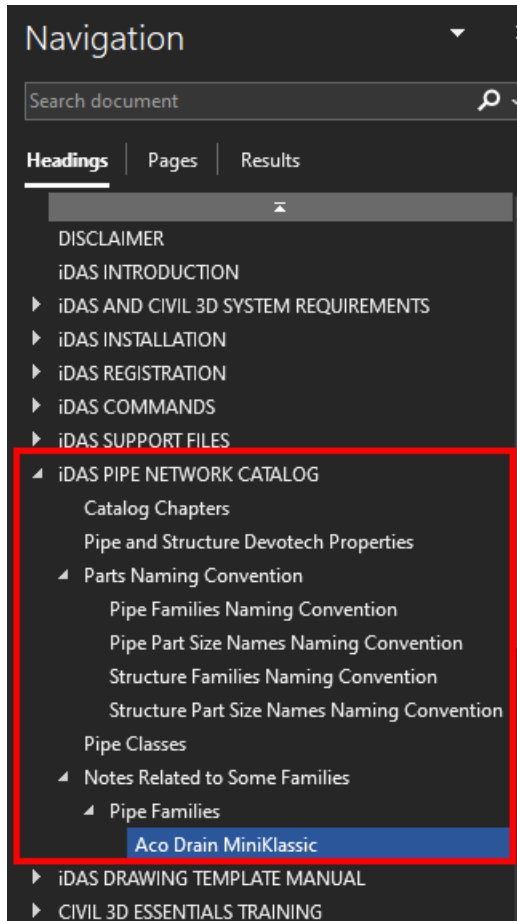 Navigation
Search document
Headings Pages Results
DISCLAIMER
iDAS INTRODUCTION
iDAS AND CIVIL 3D SYSTEM REQUIREMENTS
iDAS INSTALLATION
iDAS REGISTRATION
iDAS COMMANDS
iDAS SUPPORT FILES
iDAS PIPE NETWORK CATALOG
Catalog Chapters
Pipe and Structure Devotech Properties
Parts Naming Convention
Pipe Families Naming Convention
Pipe Part Size Names Naming Convention
Structure Families Naming Convention
Structure Part Size Names Naming Convention
Pipe Classes
Notes Related to Some Families
Pipe Families
Aco Drain MiniKlassic
iDAS DRAWING TEMPLATE MANUAL
CIVIL 3D ESSENTIALS TRAINING